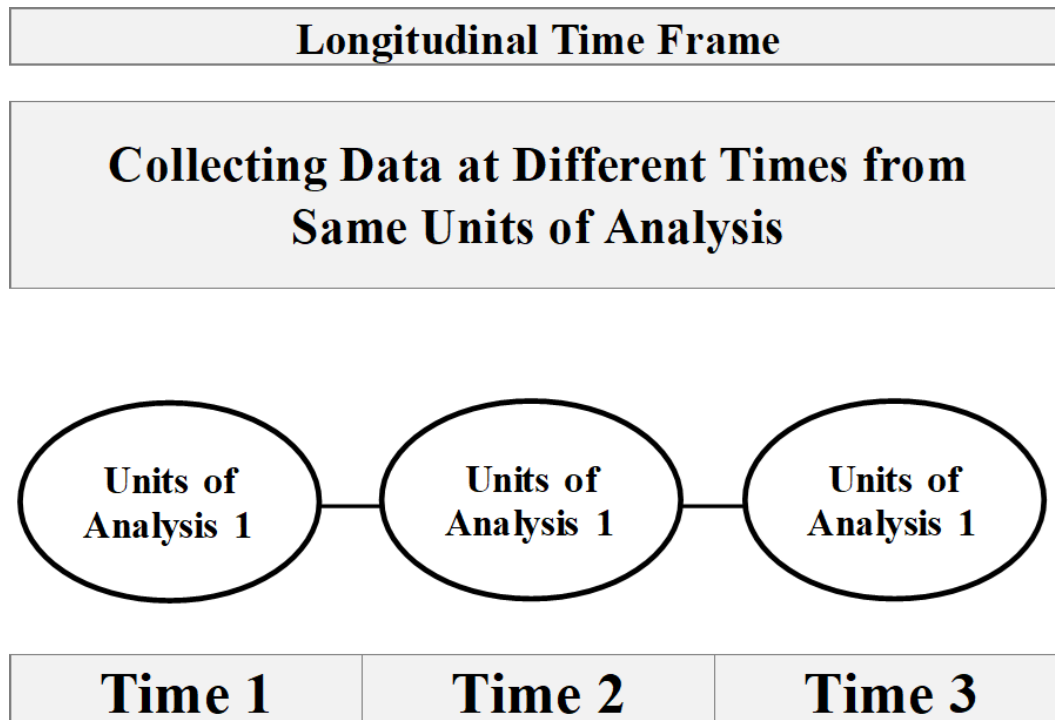 Longitudinal Time Frame
Collecting Data at Different Times from
Same Units of Analysis
Units of
Analysis 1
Units of
Analysis 1
Units of
Analysis 1
Time 1
Time 2
Time 3